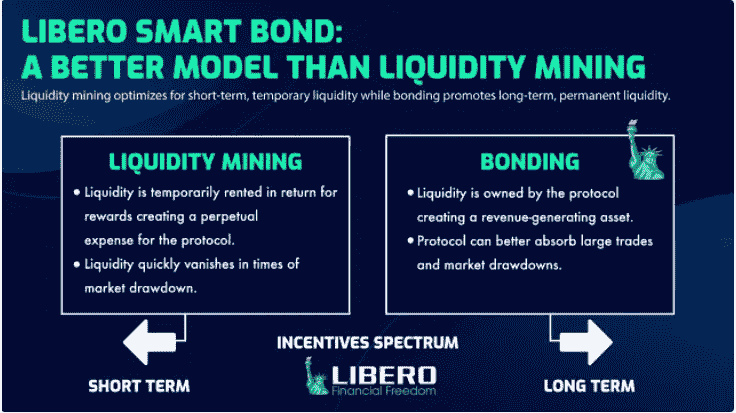 LIBERO SMART BOND:
A BETTER MODEL THAN LIQUIDITY MINING
Liquidity mining optimizes for short-term, temporary liquidity while bonding promotes long-term, permanent liquidity.
LIQUIDITY MINING
• Liquidity is temporarily rented in return for
rewards creating a perpetual
expense for the protocol.
• Liquidity quickly vanishes in times of
market drawdown.
BONDING
• Liquidity is owned by the protocol
creating a revenue-generating asset.
• Protocol can better absorb large trades
and market drawdowns.
INCENTIVES SPECTRUM
SHORT TERM
LIBERO
Financial Freedom
LONG TERM